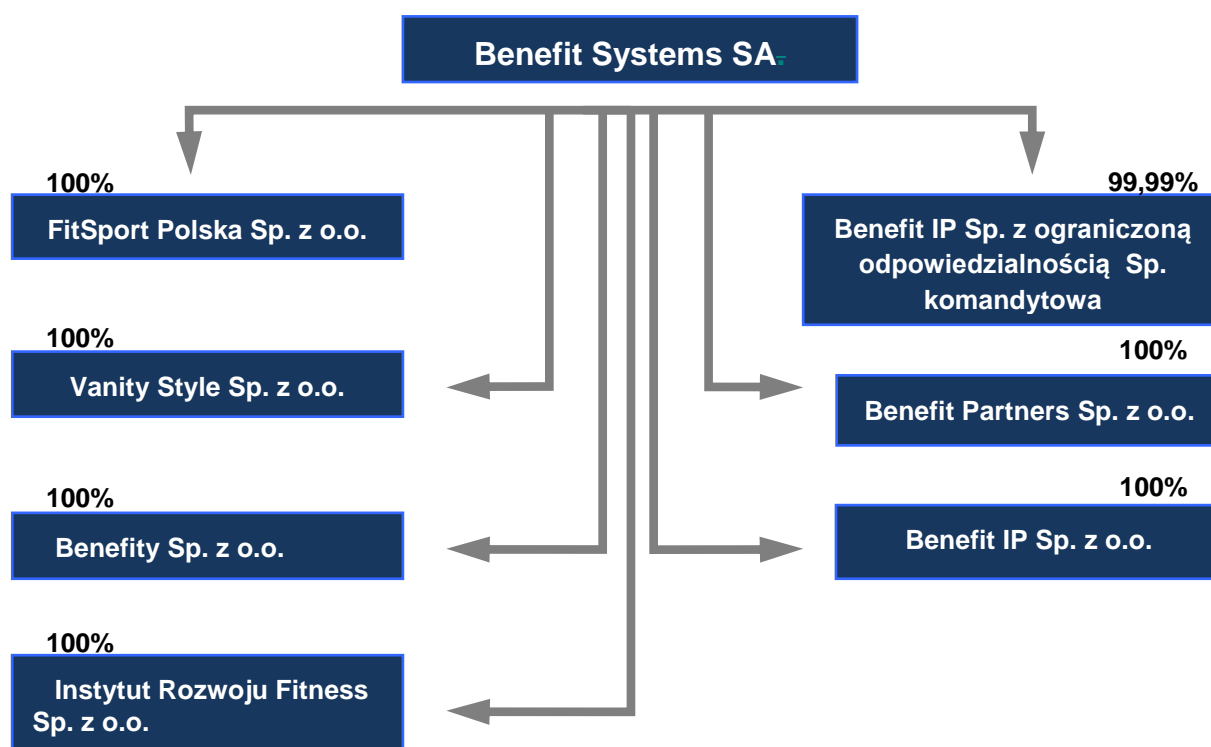 Benefit Systems SA.
100%
FitSport Polska Sp. z o.o.
99,99%
Benefit IP Sp. z ograniczoną
odpowiedzialnością Sp.
komandytowa
100%
Vanity Style Sp. z o.o.
100%
Benefit Partners Sp. z o.o.
100%
Benefity Sp. z o.o.
100%
Benefit IP Sp. z o.o.
100%
Instytut Rozwoju Fitness
Sp. z o.o.